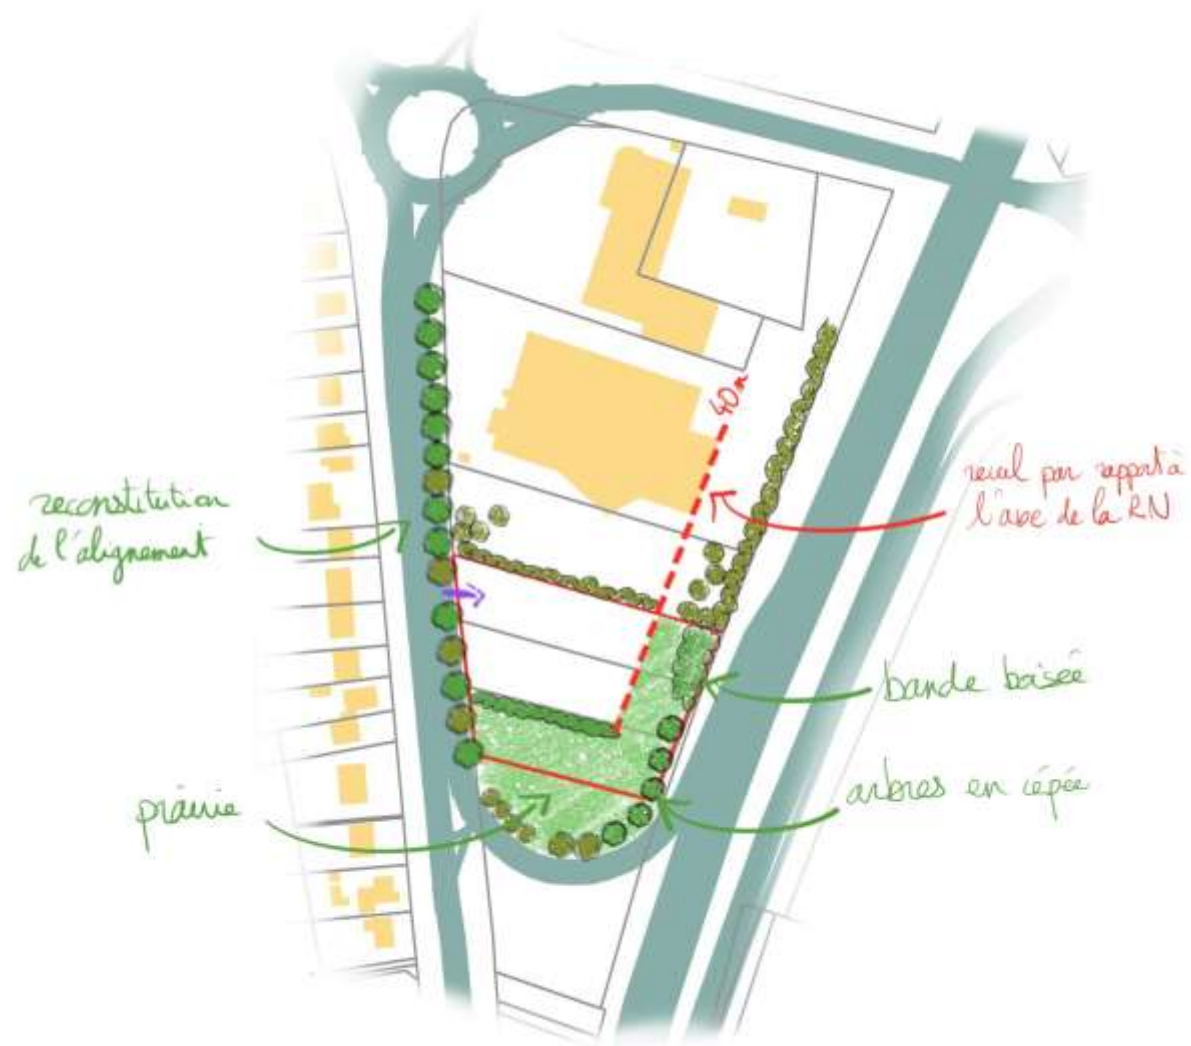 40m
recul par rapport à
l'axe de la RN
reconstitution
de l'alignement
bande boisée
arbres en cépée
prairie